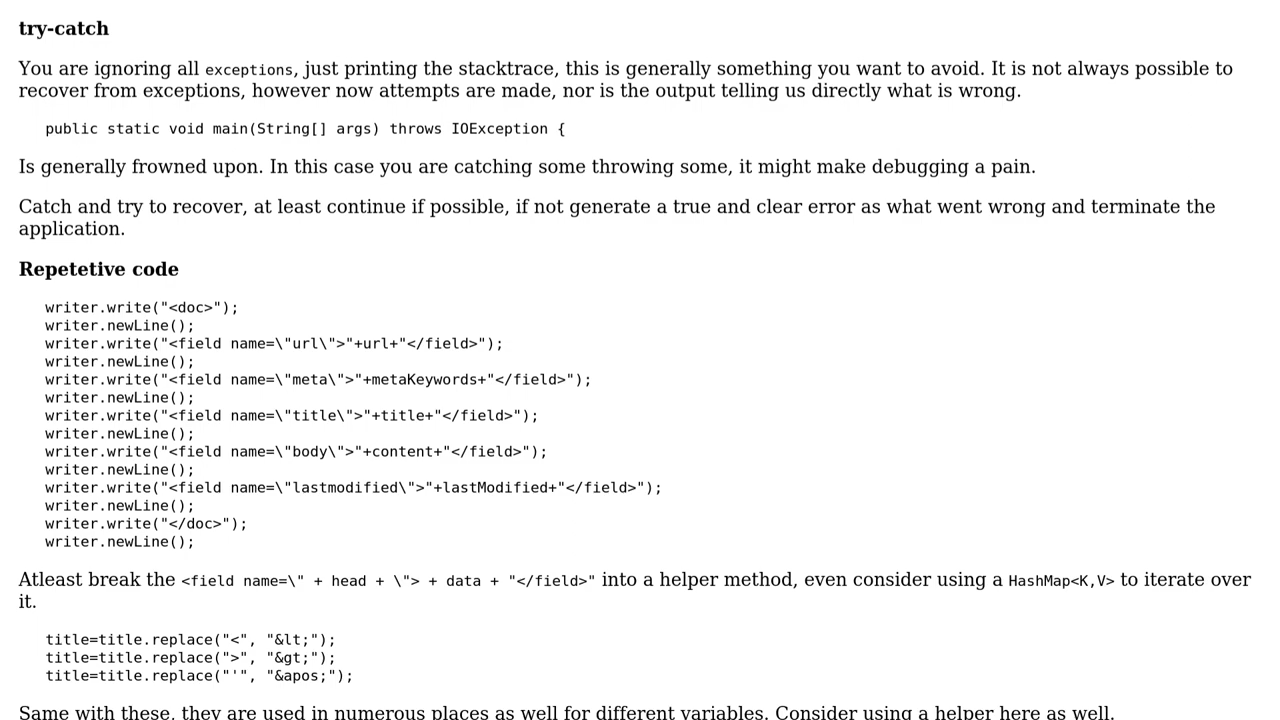 try-catch
You are ignoring all exceptions, just printing the stacktrace, this is generally something you want to avoid. It is not always possible to
recover from exceptions, however now attempts are made, nor is the output telling us directly what is wrong.
public static void main(String[] args) throws IOException {
Is generally frowned upon. In this case you are catching some throwing some, it might make debugging a pain.
Catch and try to recover, at least continue if possible, if not generate a true and clear error as what went wrong and terminate the
application.
Repetetive code
writer.write("<doc>");
writer.newLine();
writer.write("<field name=\"url\">"+url+"</field>");
writer.newLine();
writer.write("<field name=\"meta\">"+metaKeywords+"</field>");
writer.newLine();
writer.write("<field name=\"title\">"+title+"</field>");
writer.newLine();
writer.write("<field name=\"body\">"+content+"</field>");
writer.newLine();
writer.write("<field name=\"lastmodified\">"+lastModified+"</field>");
writer.newLine();
writer.write("</doc>");
writer.newLine();
Atleast break the <field name=\" + head + \"> + data + "</field>" into a helper method, even consider using a HashMap<K,V> to iterate over
it.
title=title.replace("<", "&lt;");
title=title.replace(">", "&gt;");
title=title.replace("'", "&apos;");
Same with these, they are used in numerous places as well for different variables. Consider using a helper here as well.